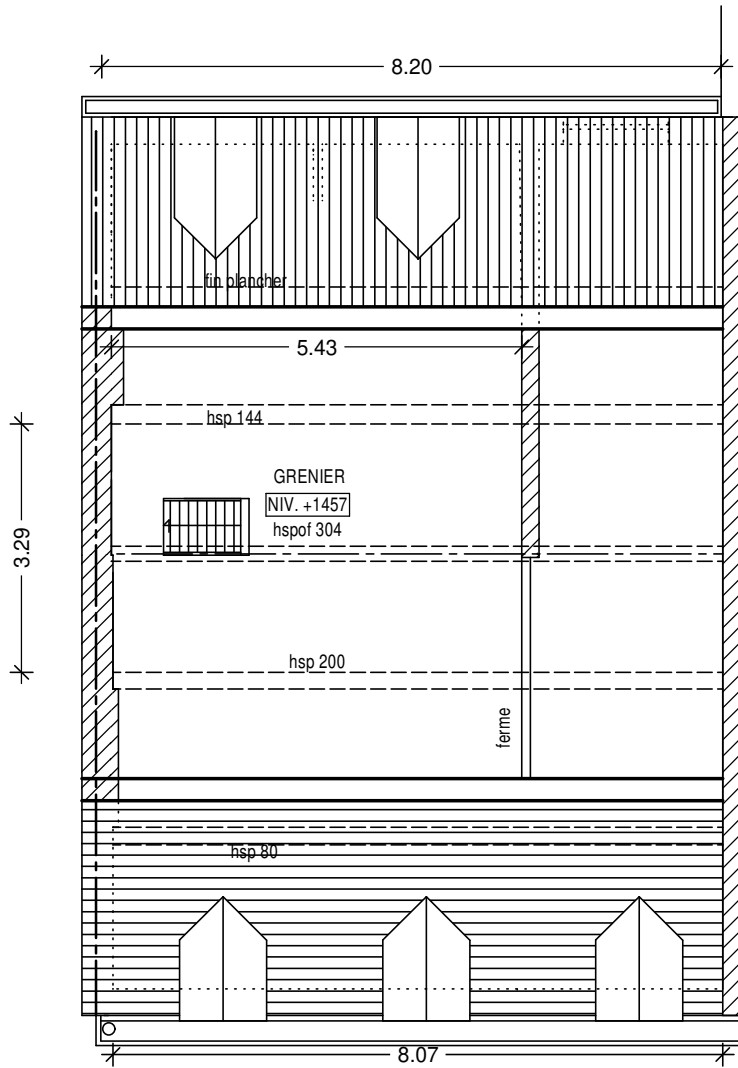 8.20
fin plancher
5.43
hsp 144
GRENIER
NIV. +1457
hspof 304
3.29
hsp 200
ferme
hsp 80
8.07